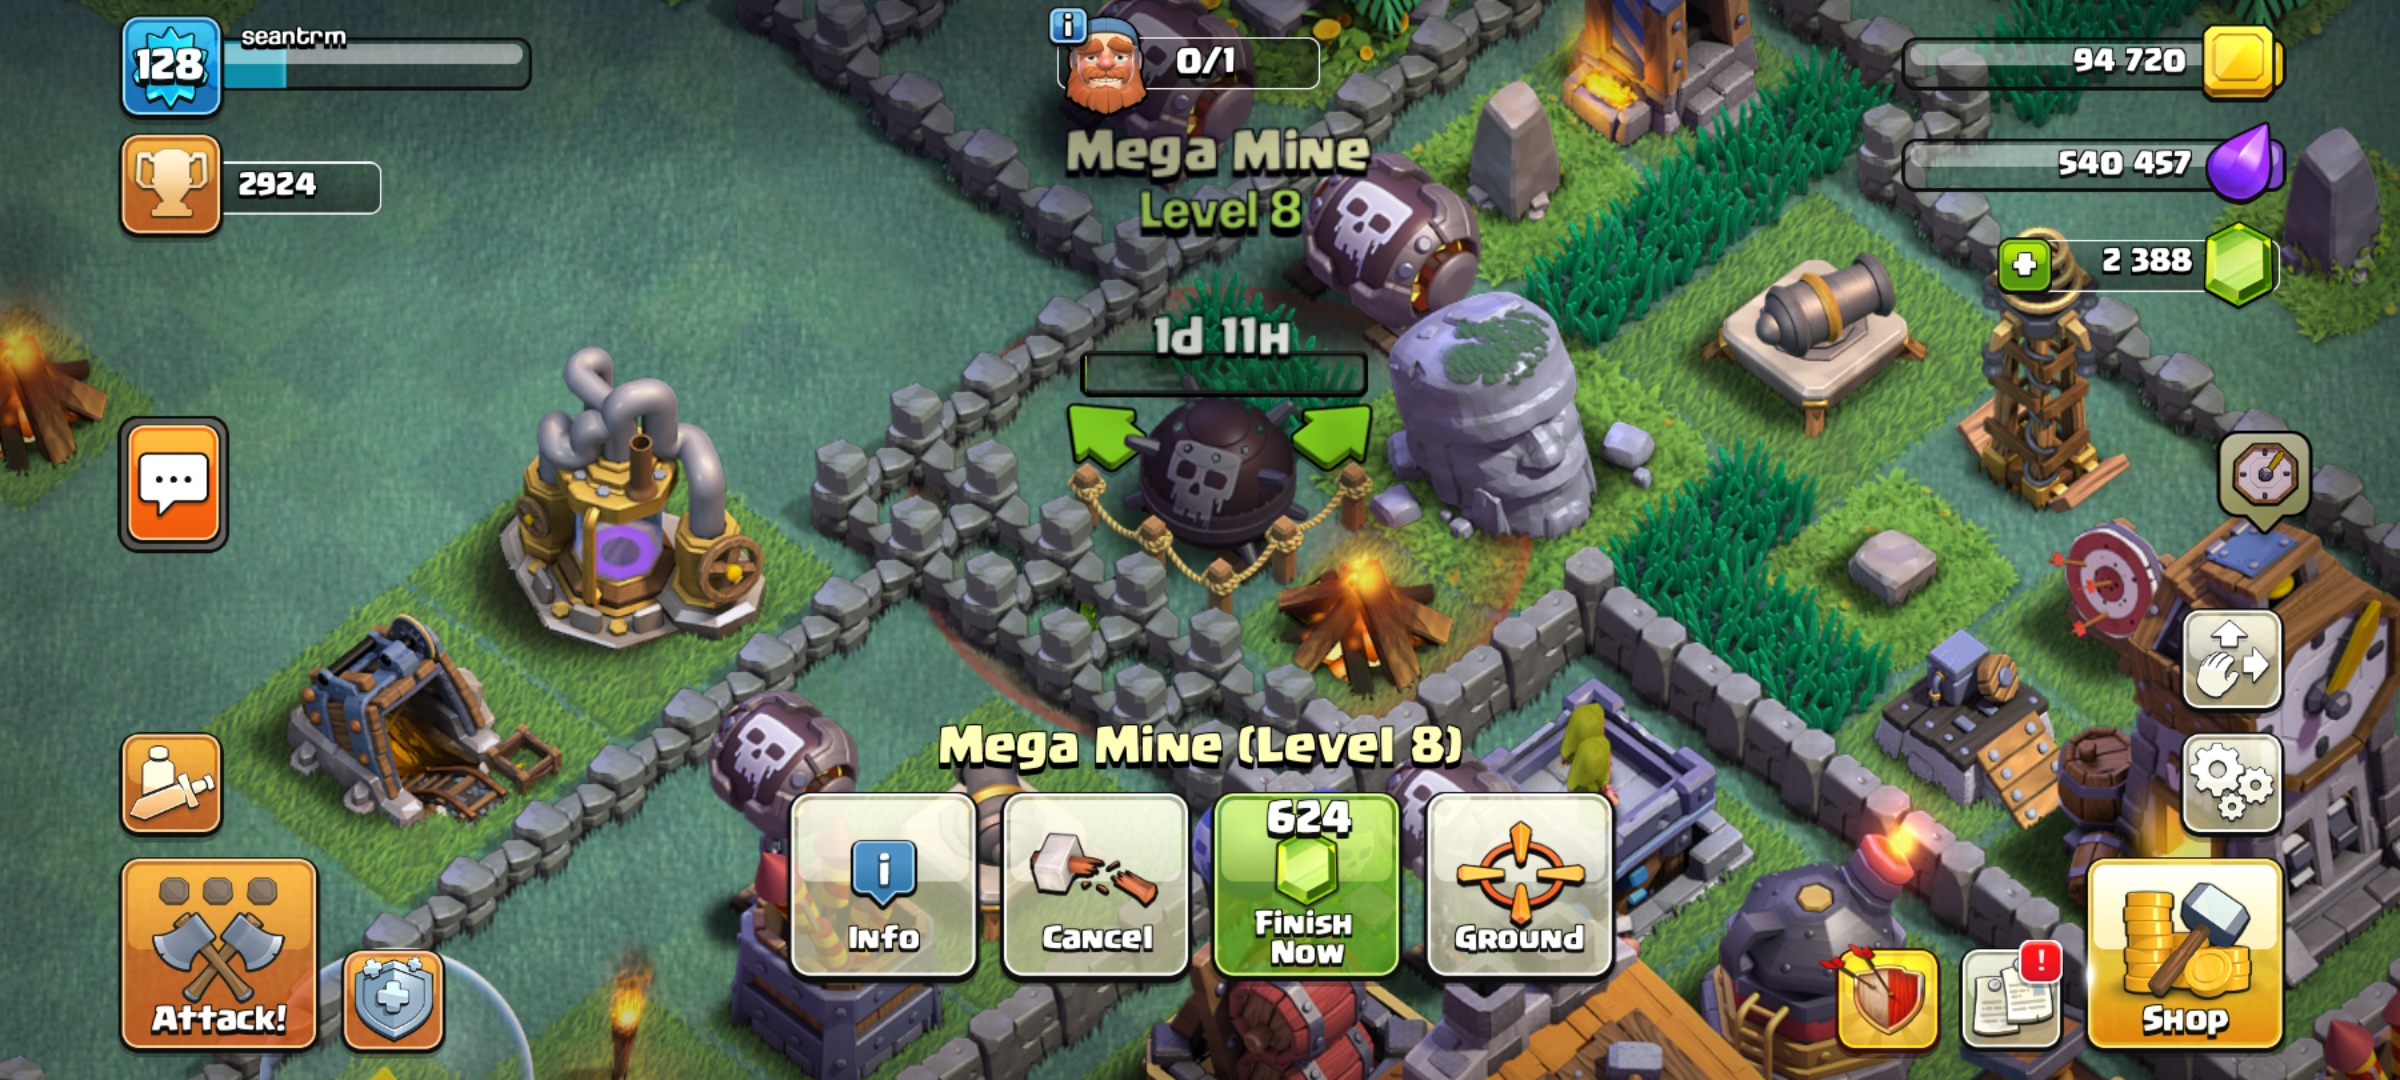 128
seantrm
2924
0/1
94 720
540 457
2 388
Mega Mine
Level 8
1d 11H
Mega Mine (Level 8)
Info
Cancel
624
Finish
Now
Ground
Attack!
!
Shop